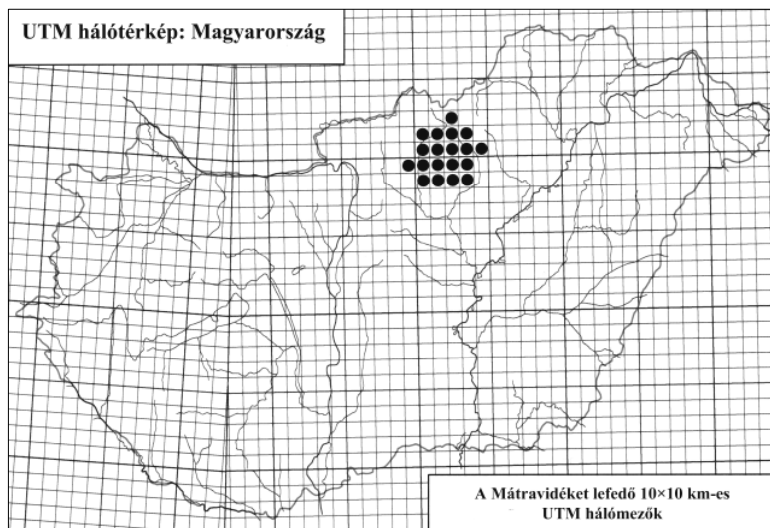 UTM hálótérkép: Magyarország
A Mátravidéket lefedő 10×10 km-es
UTM hálómezők